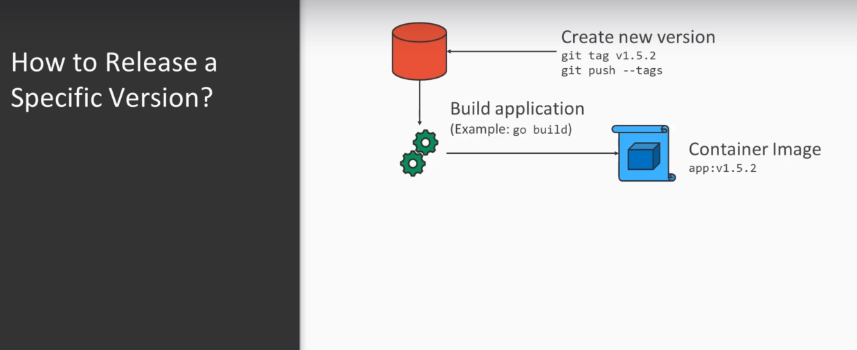 How to Release a
Specific Version?
Create new version
git tag v1.5.2
git push --tags
Build application
(Example: go build)
Container Image
app:v1.5.2